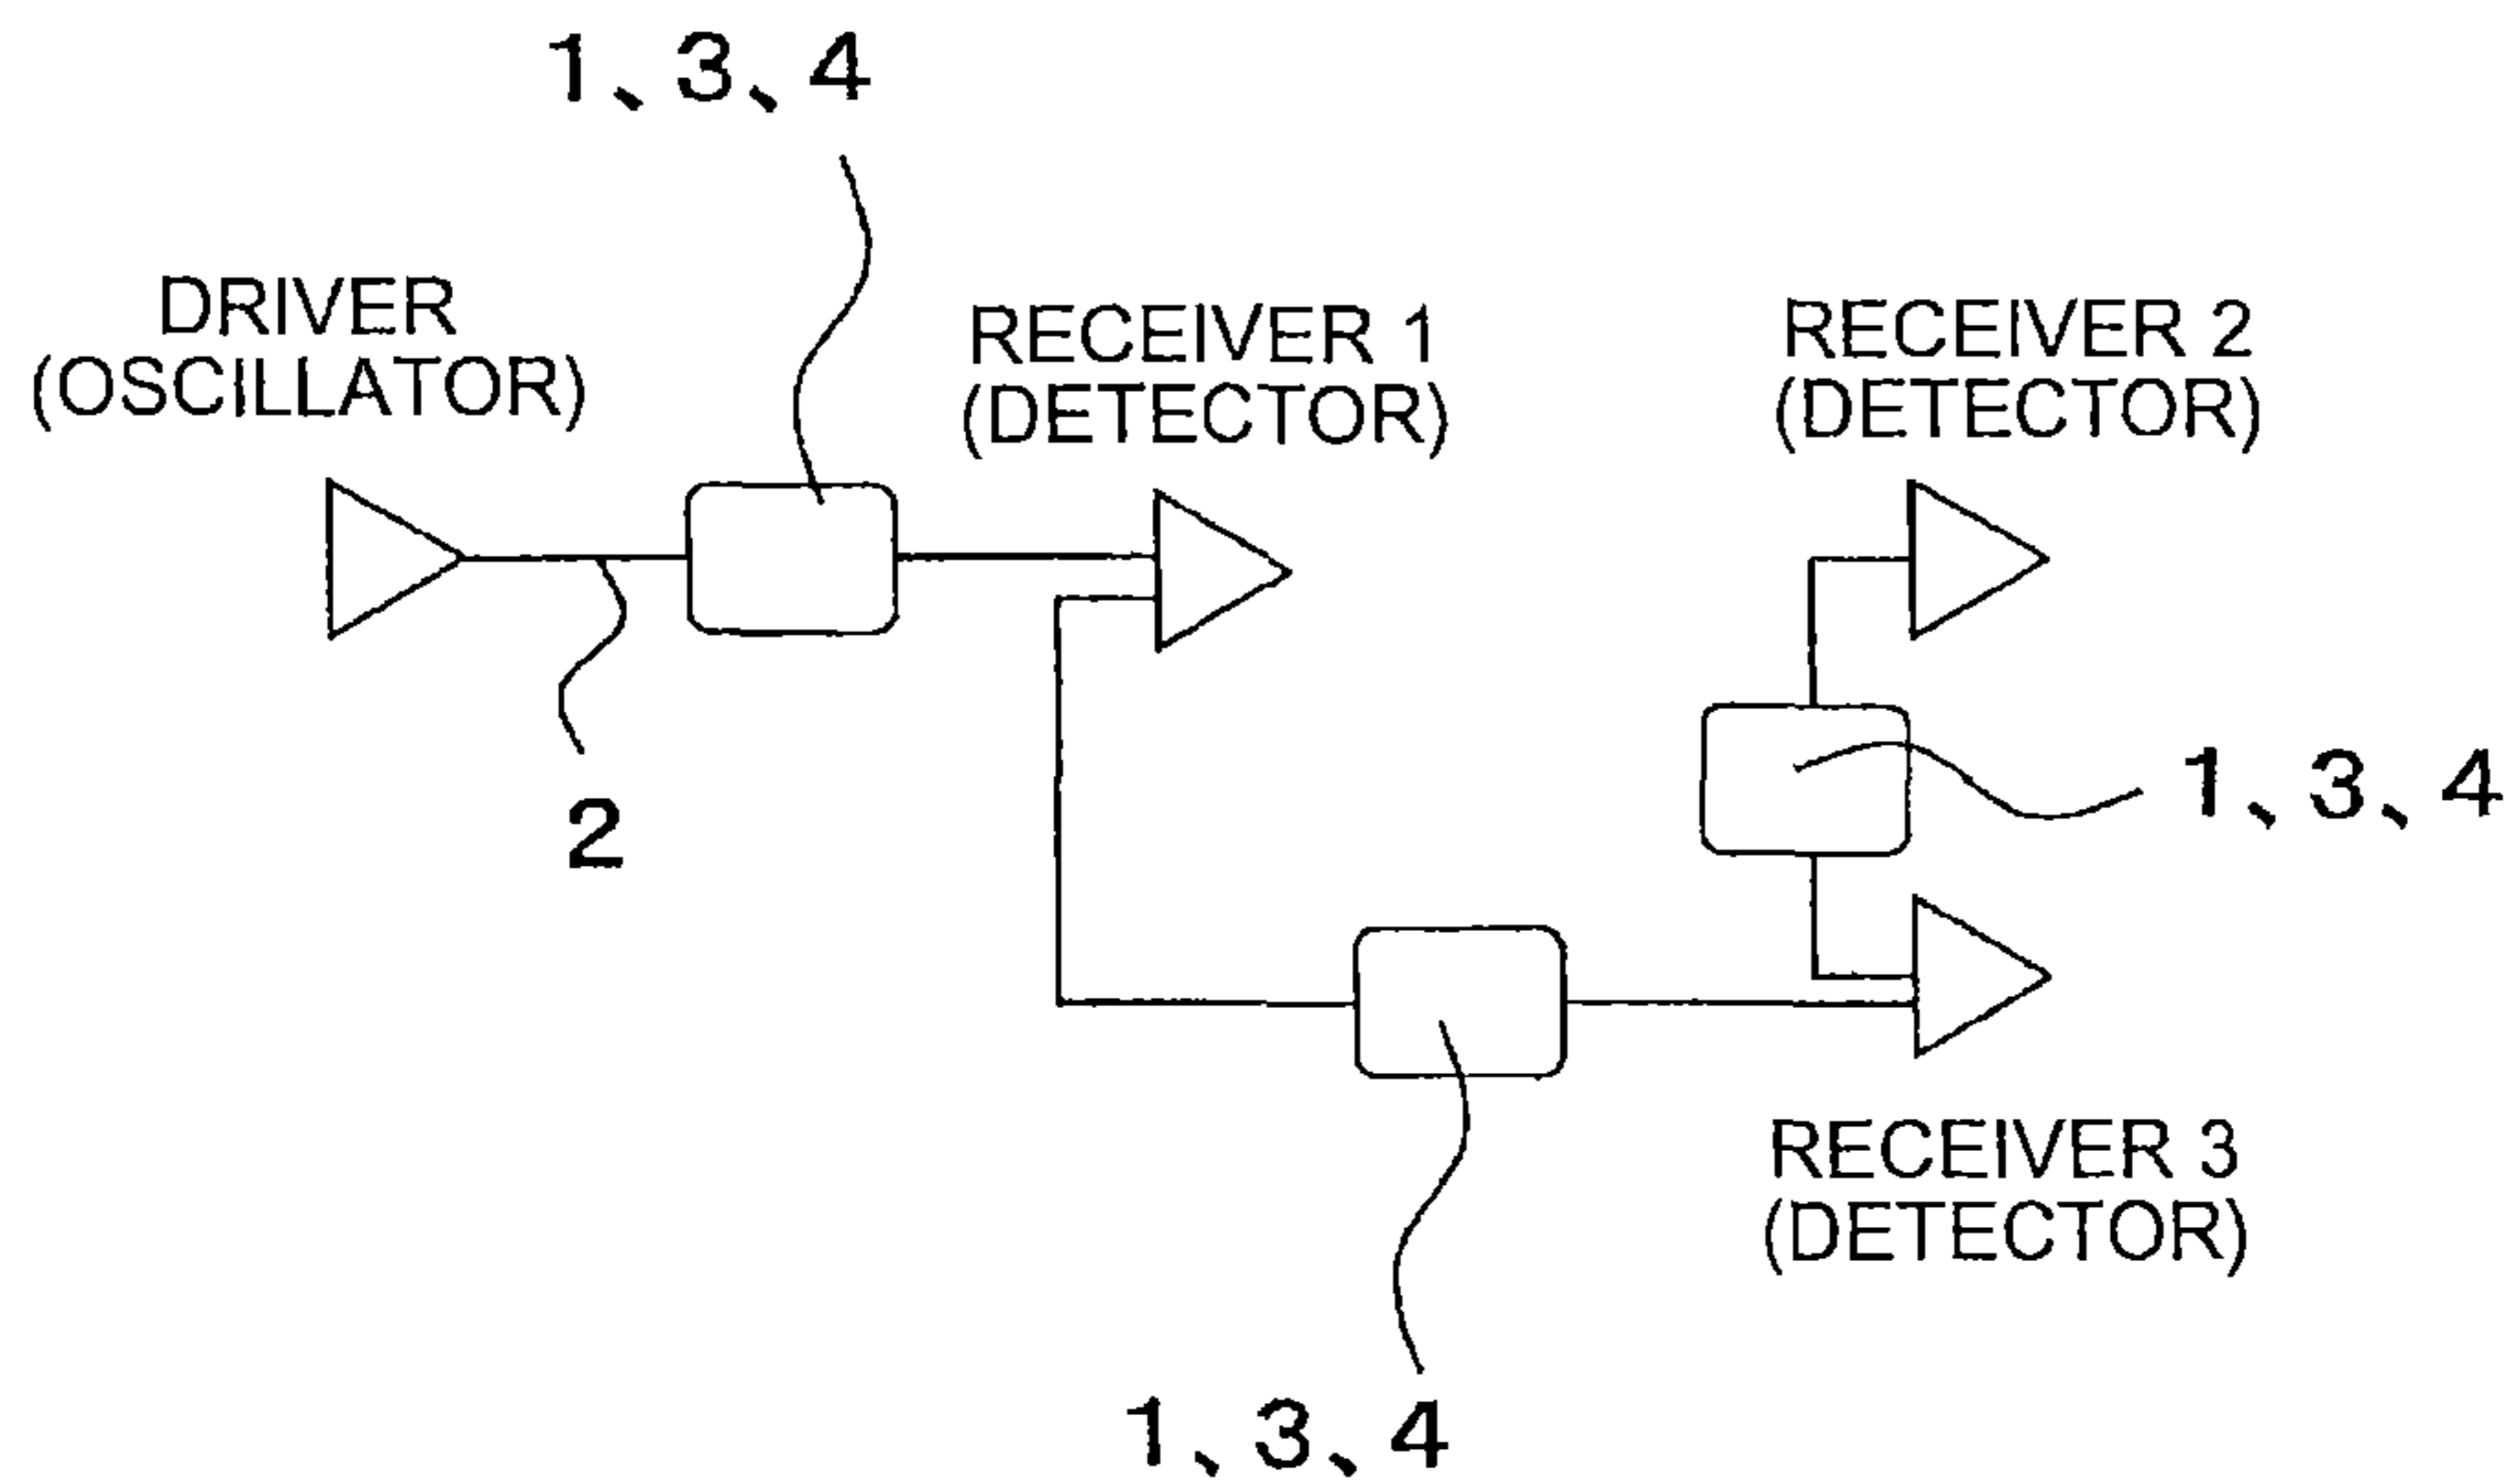 1、3、4
DRIVER
(OSCILLATOR)
RECEIVER 1
(DETECTOR)
RECEIVER 2
(DETECTOR)
2
1、3、4
RECEIVER 3
(DETECTOR)
1、3、4